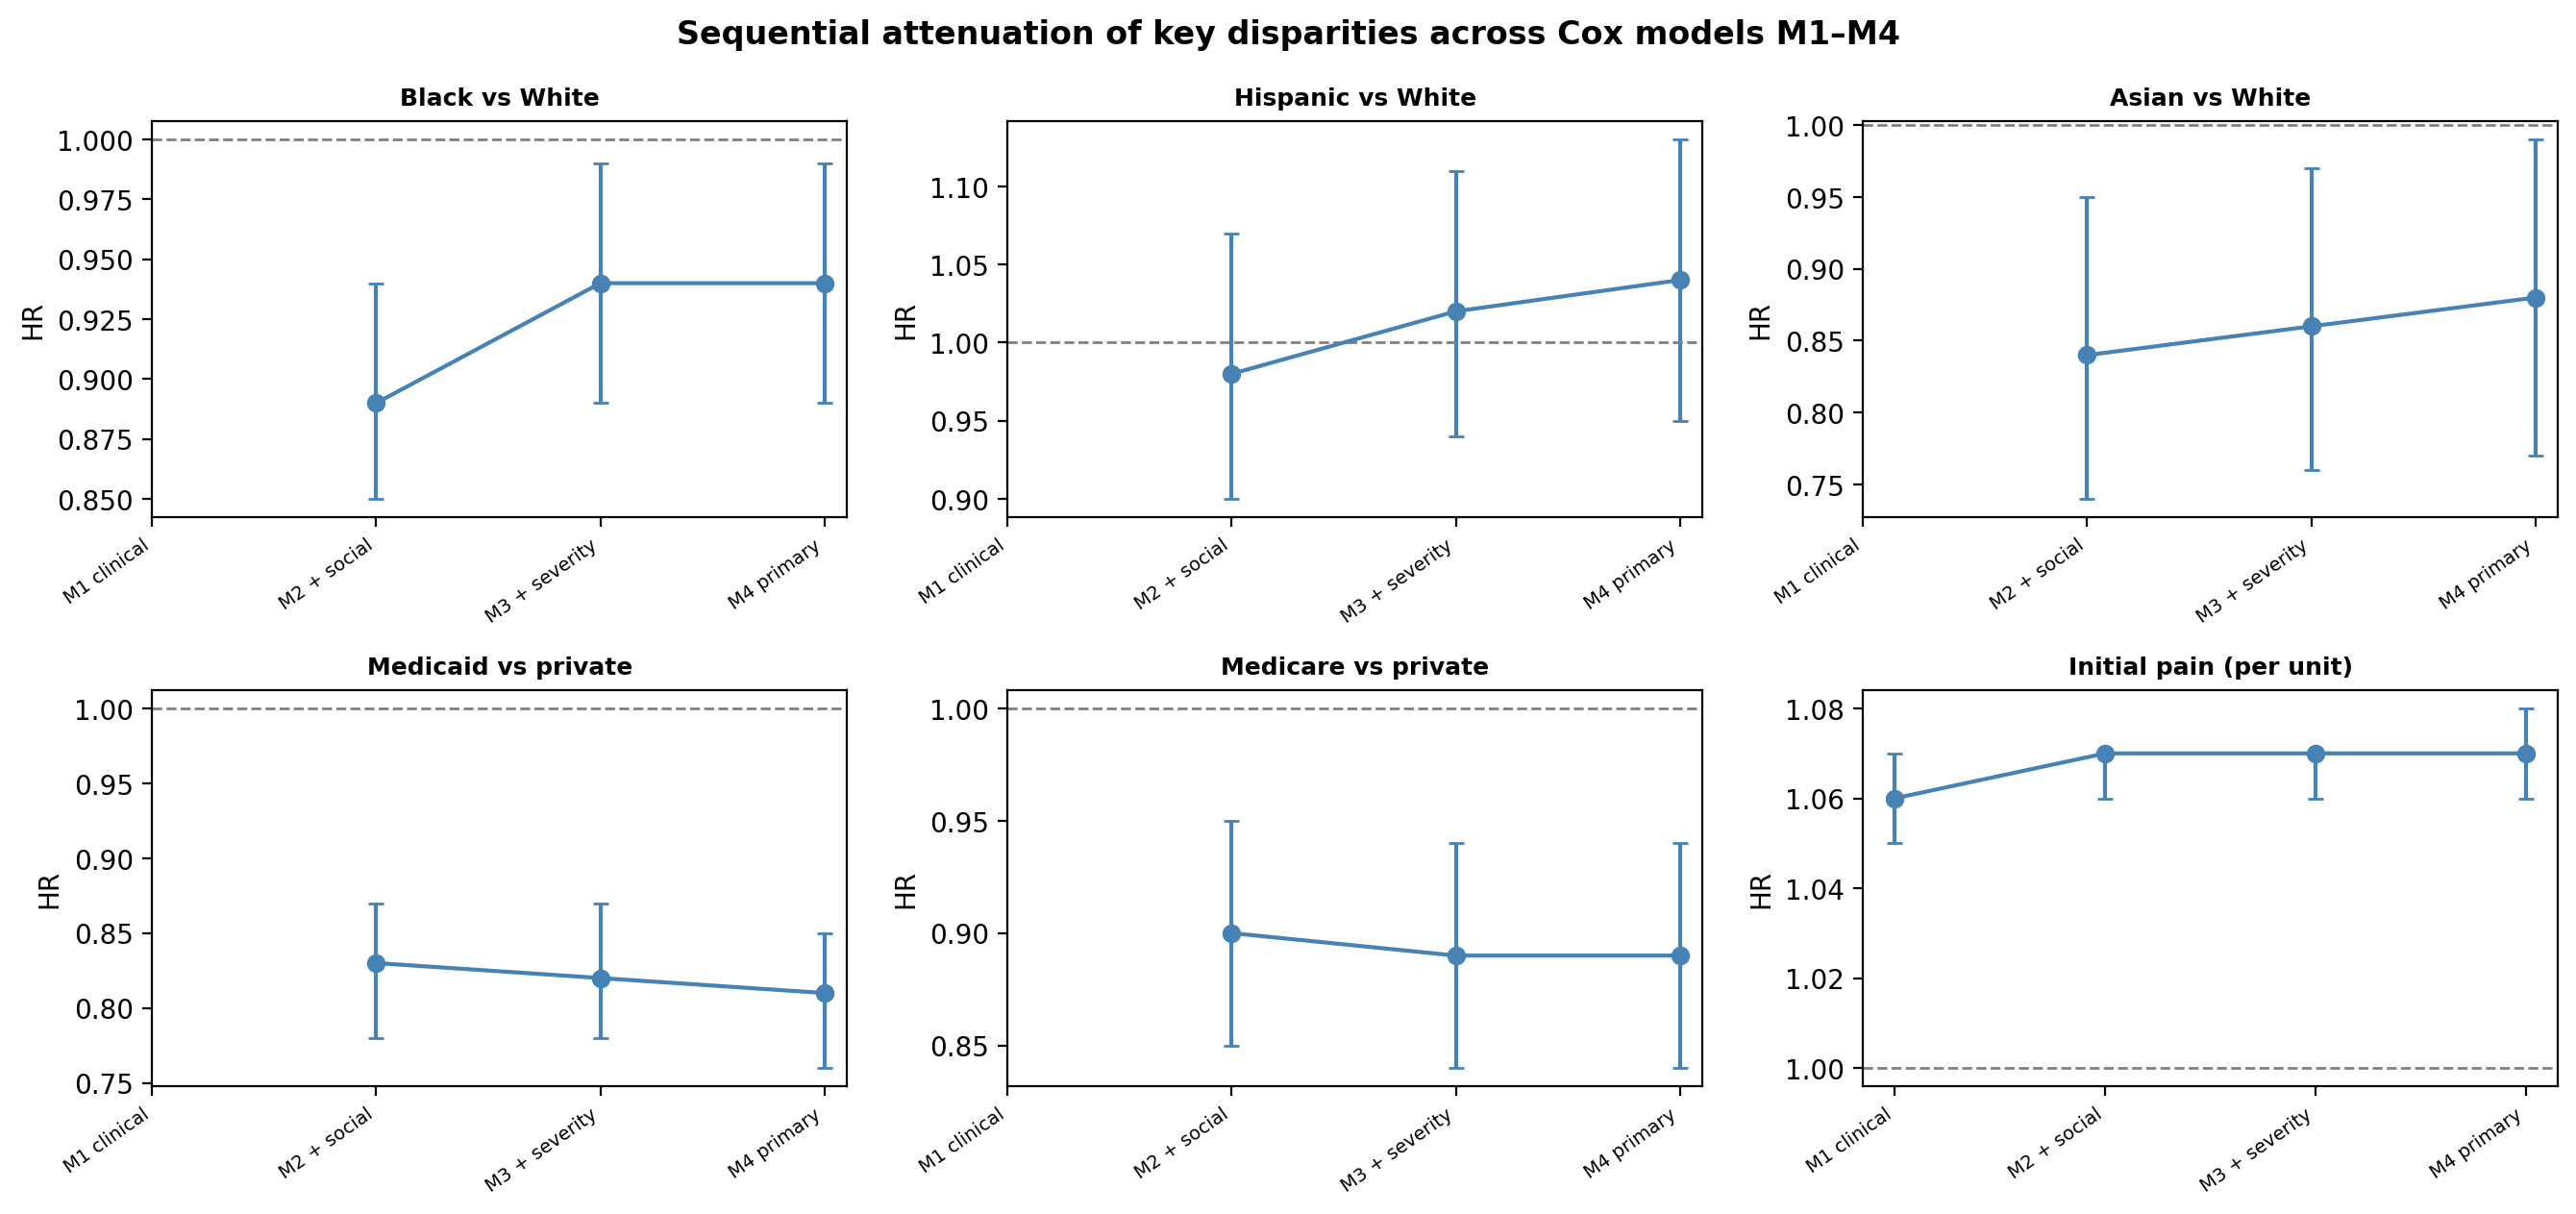 Sequential attenuation of key disparities across Cox models M1–M4
Black vs White
HR
1.000
0.975
0.950
0.925
0.900
0.875
0.850
M1 clinical
M2 + social
M3 + severity
M4 primary
Hispanic vs White
HR
1.10
1.05
1.00
0.95
0.90
M1 clinical
M2 + social
M3 + severity
M4 primary
Asian vs White
HR
1.00
0.95
0.90
0.85
0.80
0.75
M1 clinical
M2 + social
M3 + severity
M4 primary
Medicaid vs private
HR
1.00
0.95
0.90
0.85
0.80
0.75
M1 clinical
M2 + social
M3 + severity
M4 primary
Medicare vs private
HR
1.00
0.95
0.90
0.85
M1 clinical
M2 + social
M3 + severity
M4 primary
Initial pain (per unit)
HR
1.08
1.06
1.04
1.02
1.00
M1 clinical
M2 + social
M3 + severity
M4 primary